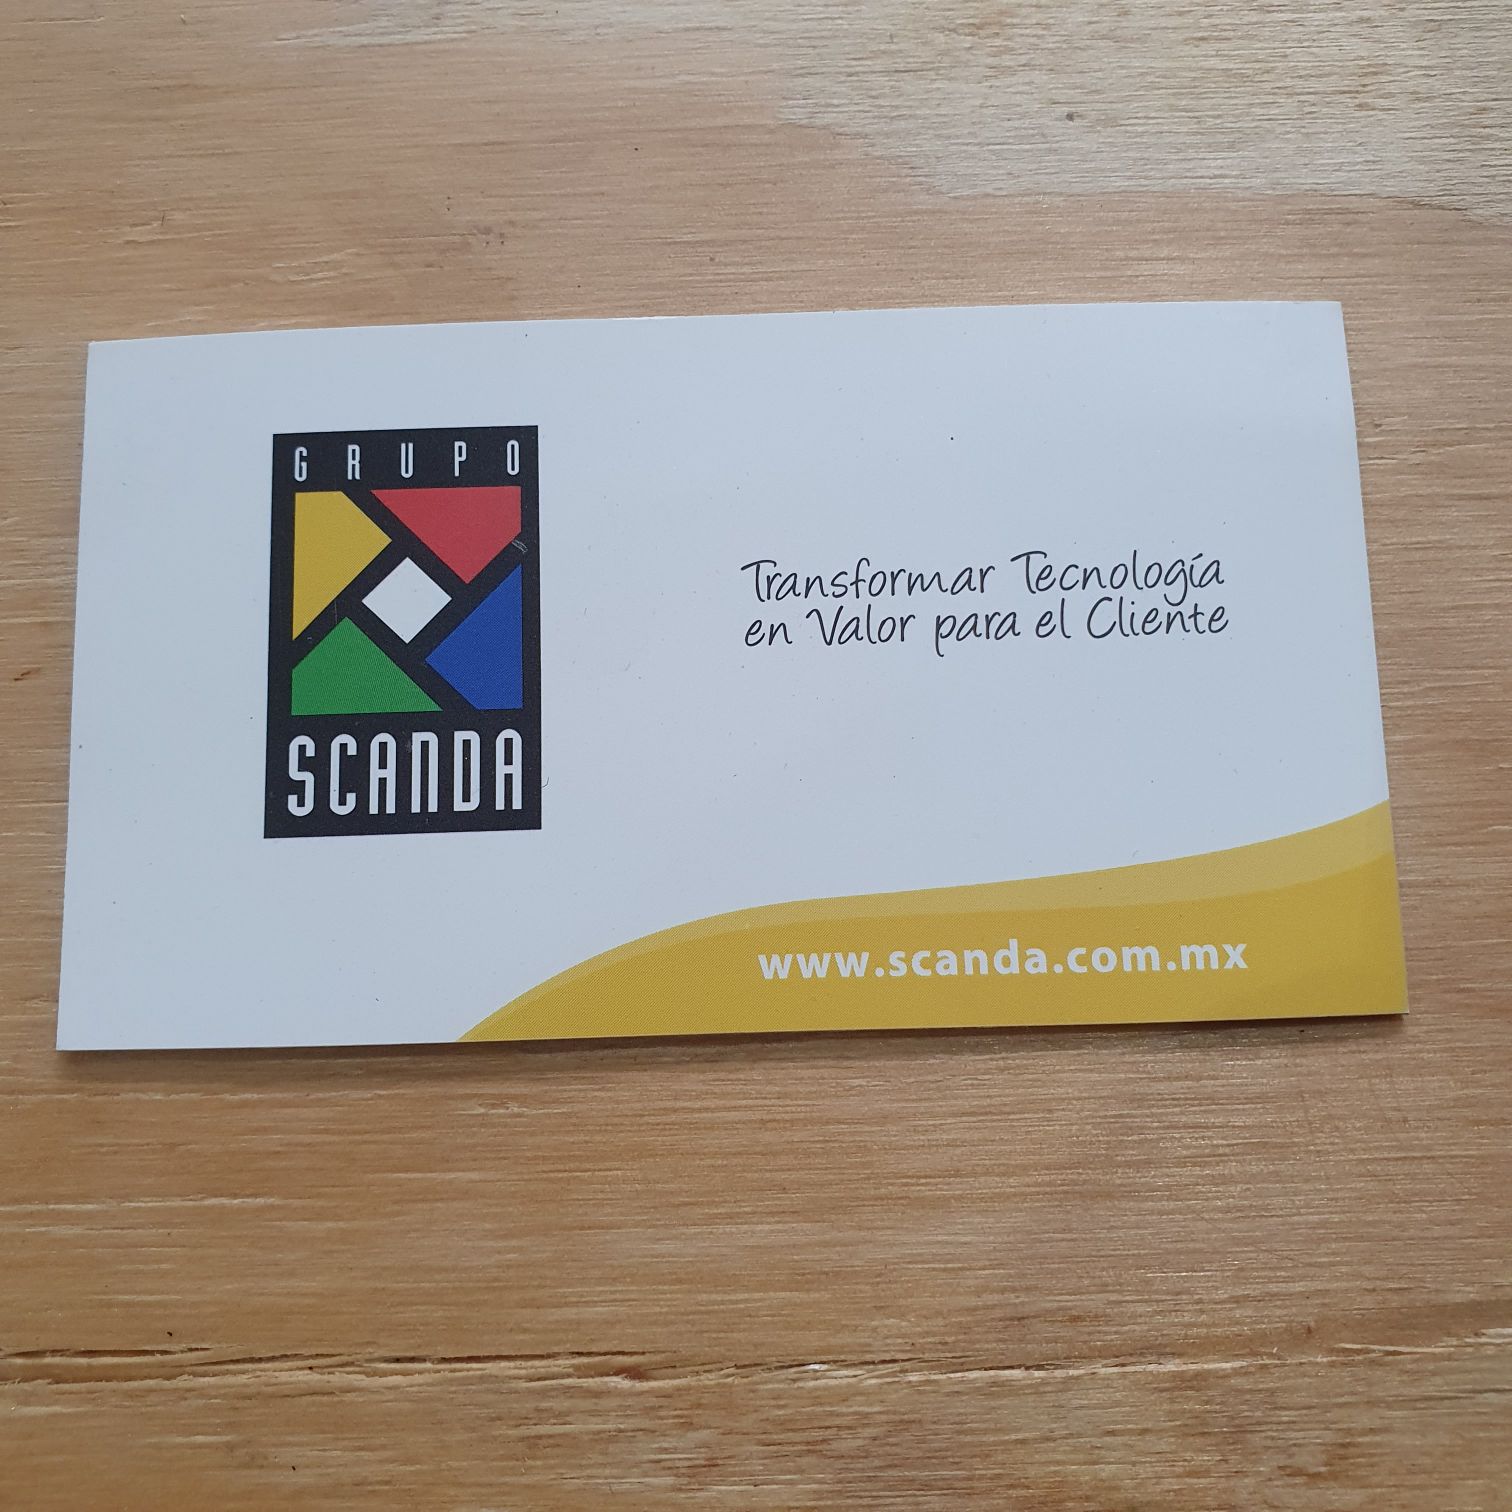 GRUPO
SCANDA
Transformar Tecnología
en Valor para el Cliente
www.scanda.com.mx